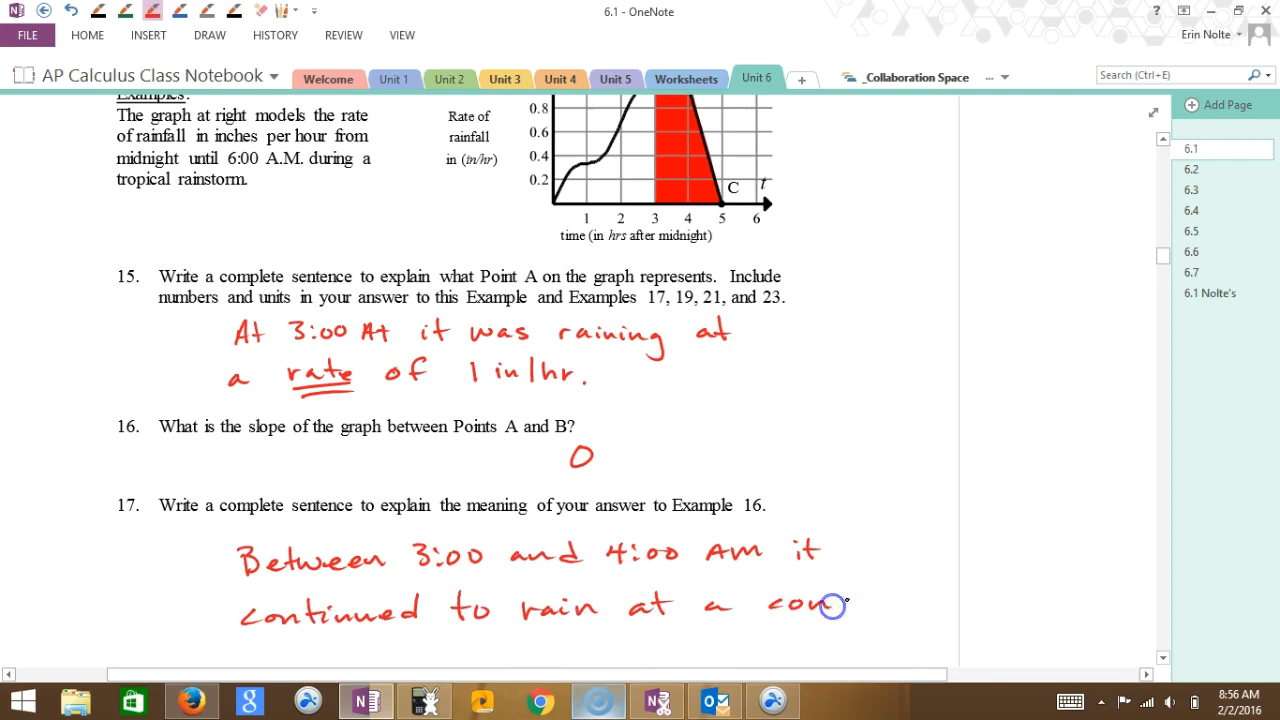 6.1 - OneNote
?
FILE HOME INSERT DRAW HISTORY REVIEW VIEW
Erin Nolte
AP Calculus Class Notebook Welcome Unit 1 Unit 2 Unit 3 Unit 4 Unit 5 Worksheets Unit 6 + _Collaboration Space ...
Search (Ctrl+E)
Add Page
6.1
6.2
6.3
6.4
6.5
6.6
6.7
6.1 Nolte's
Examples:
The graph at right models the
rate of rainfall in inches per hour from
midnight until 6:00 A.M. during a
tropical rainstorm.
Rate of
rainfall
in (in/hr)
0.8
0.6
0.4
0.2
C t
1 2 3 4 5 6
time (in hrs after midnight)
15. Write a complete sentence to explain what Point A on the graph represents. Include
numbers and units in your answer to this Example and Examples 17, 19, 21, and 23.
At 3:00 At it was raining at
a rate of 1 in/hr.
16. What is the slope of the graph between Points A and B?
0
17. Write a complete sentence to explain the meaning of your answer to Example 16.
Between 3:00 and 4:00 AM it
continued to rain at a con
8:56 AM
2/2/2016